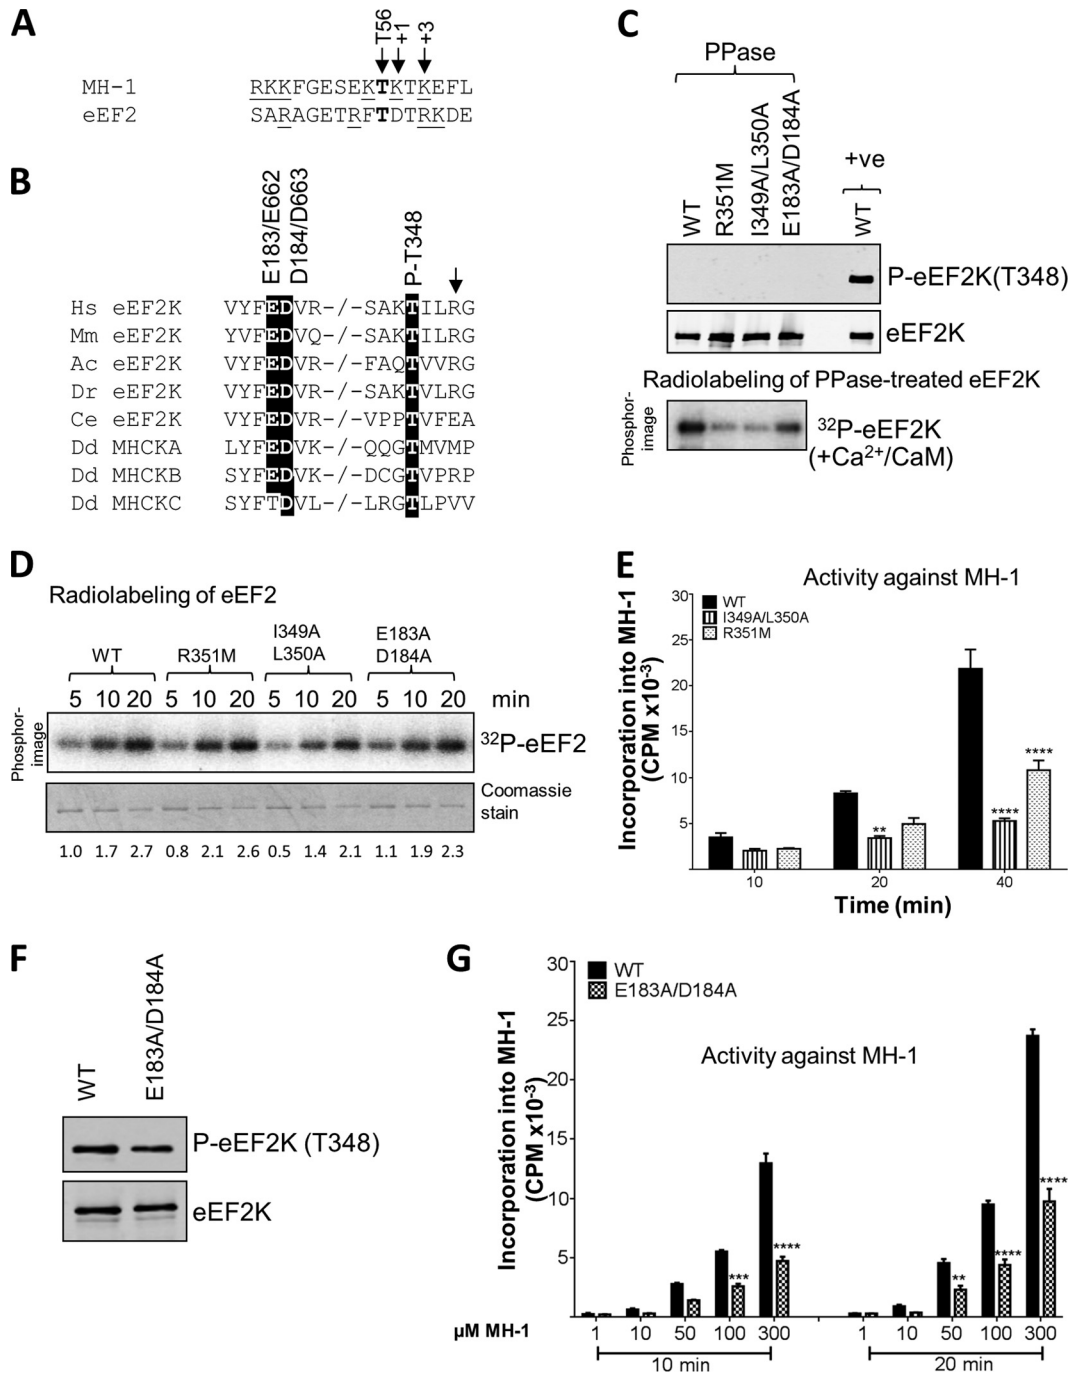 A
T56
+1
+3
MH-1 RKKFGESEKTKTKEFL
eEF2 SARAGETRFTDTRKDE
B
E183/E662
D184/D663
P-T348
Hs eEF2K VYFEDVR-/-SAKTILRG
Mm eEF2K YVFEDVQ-/-SAKTILRG
Ac eEF2K VYFEDVR-/-FAQTVVRG
Dr eEF2K VYFEDVR-/-SAKTVLRG
Ce eEF2K VYFEDVR-/-VPPTVFEA
Dd MHCKA LYFEDVK-/-QQGTMVMP
Dd MHCKB SYFEDVK-/-DCGTVPRP
Dd MHCKC SYFTDVL-/-LRGTLPVV
C
PPase
WT
R351M
I349A/L350A
E183A/D184A
+ve
WT
P-eEF2K(T348)
eEF2K
Radiolabeling of PPase-treated eEF2K
Phosphor-
image
32P-eEF2K
(+Ca2+/CaM)
D
Radiolabeling of eEF2
WT R351M I349A L350A E183A D184A
5 10 20 5 10 20 5 10 20 5 10 20 min
Phosphor-
image
32P-eEF2
Coomassie
stain
1.0 1.7 2.7 0.8 2.1 2.6 0.5 1.4 2.1 1.1 1.9 2.3
E
Activity against MH-1
WT
I349A/L350A
R351M
Incorporation into MH-1
(CPM x10-3)
30
25
20
15
10
5
**
****
****
10 20 40
Time (min)
F
WT
E183A/D184A
P-eEF2K (T348)
eEF2K
G
WT
E183A/D184A
Activity against MH-1
Incorporation into MH-1
(CPM x10-3)
30
25
20
15
10
5
***
****
**
****
****
µM MH-1 1 10 50 100 300 1 10 50 100 300
10 min 20 min